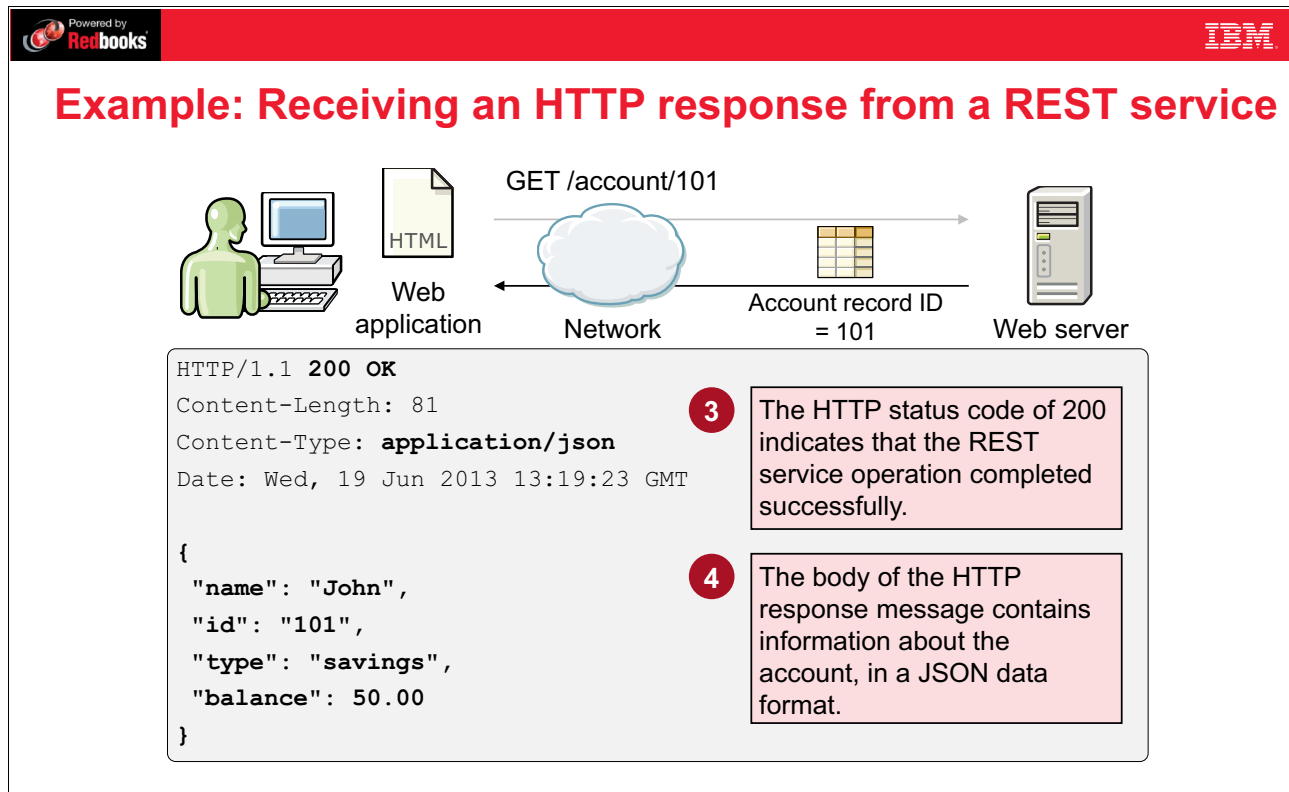 Powered by
Redbooks
IBM.
Example: Receiving an HTTP response from a REST service
GET /account/101
HTML
Web
application
Network
Account record ID
= 101
Web server
HTTP/1.1 200 OK
Content-Length: 81
Content-Type: application/json
Date: Wed, 19 Jun 2013 13:19:23 GMT
{
"name": "John",
"id": "101",
"type": "savings",
"balance": 50.00
}
3
The HTTP status code of 200
indicates that the REST
service operation completed
successfully.
4
The body of the HTTP
response message contains
information about the
account, in a JSON data
format.